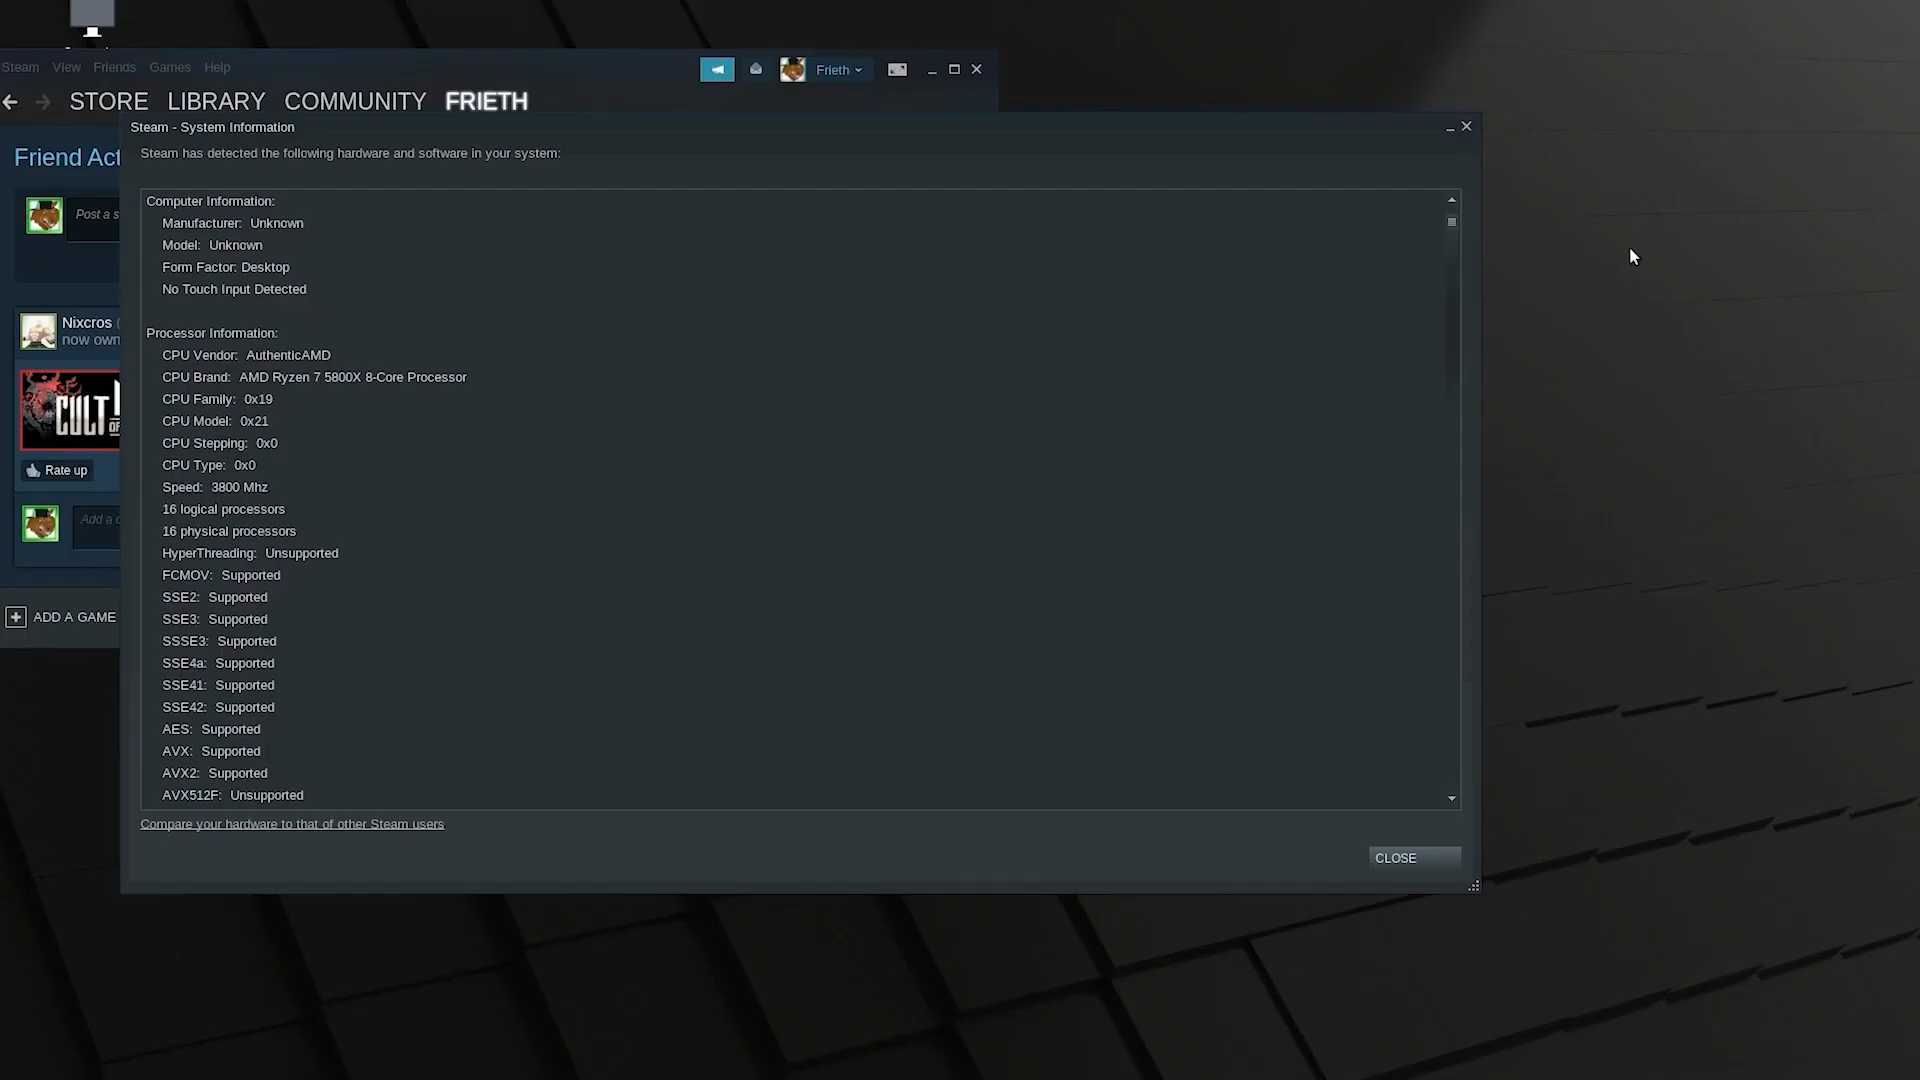 Steam View Friends Games Help
Frieth
STORE LIBRARY COMMUNITY FRIETH
Steam - System Information
Steam has detected the following hardware and software in your system:
Friend Act
Post a s
Nixcros (
now own
CULT
OF
Rate up
Add a c
ADD A GAME
Computer Information:
Manufacturer: Unknown
Model: Unknown
Form Factor: Desktop
No Touch Input Detected
Processor Information:
CPU Vendor: AuthenticAMD
CPU Brand: AMD Ryzen 7 5800X 8-Core Processor
CPU Family: 0x19
CPU Model: 0x21
CPU Stepping: 0x0
CPU Type: 0x0
Speed: 3800 Mhz
16 logical processors
16 physical processors
HyperThreading: Unsupported
FCMOV: Supported
SSE2: Supported
SSE3: Supported
SSSE3: Supported
SSE4a: Supported
SSE41: Supported
SSE42: Supported
AES: Supported
AVX: Supported
AVX2: Supported
AVX512F: Unsupported
Compare your hardware to that of other Steam users
CLOSE